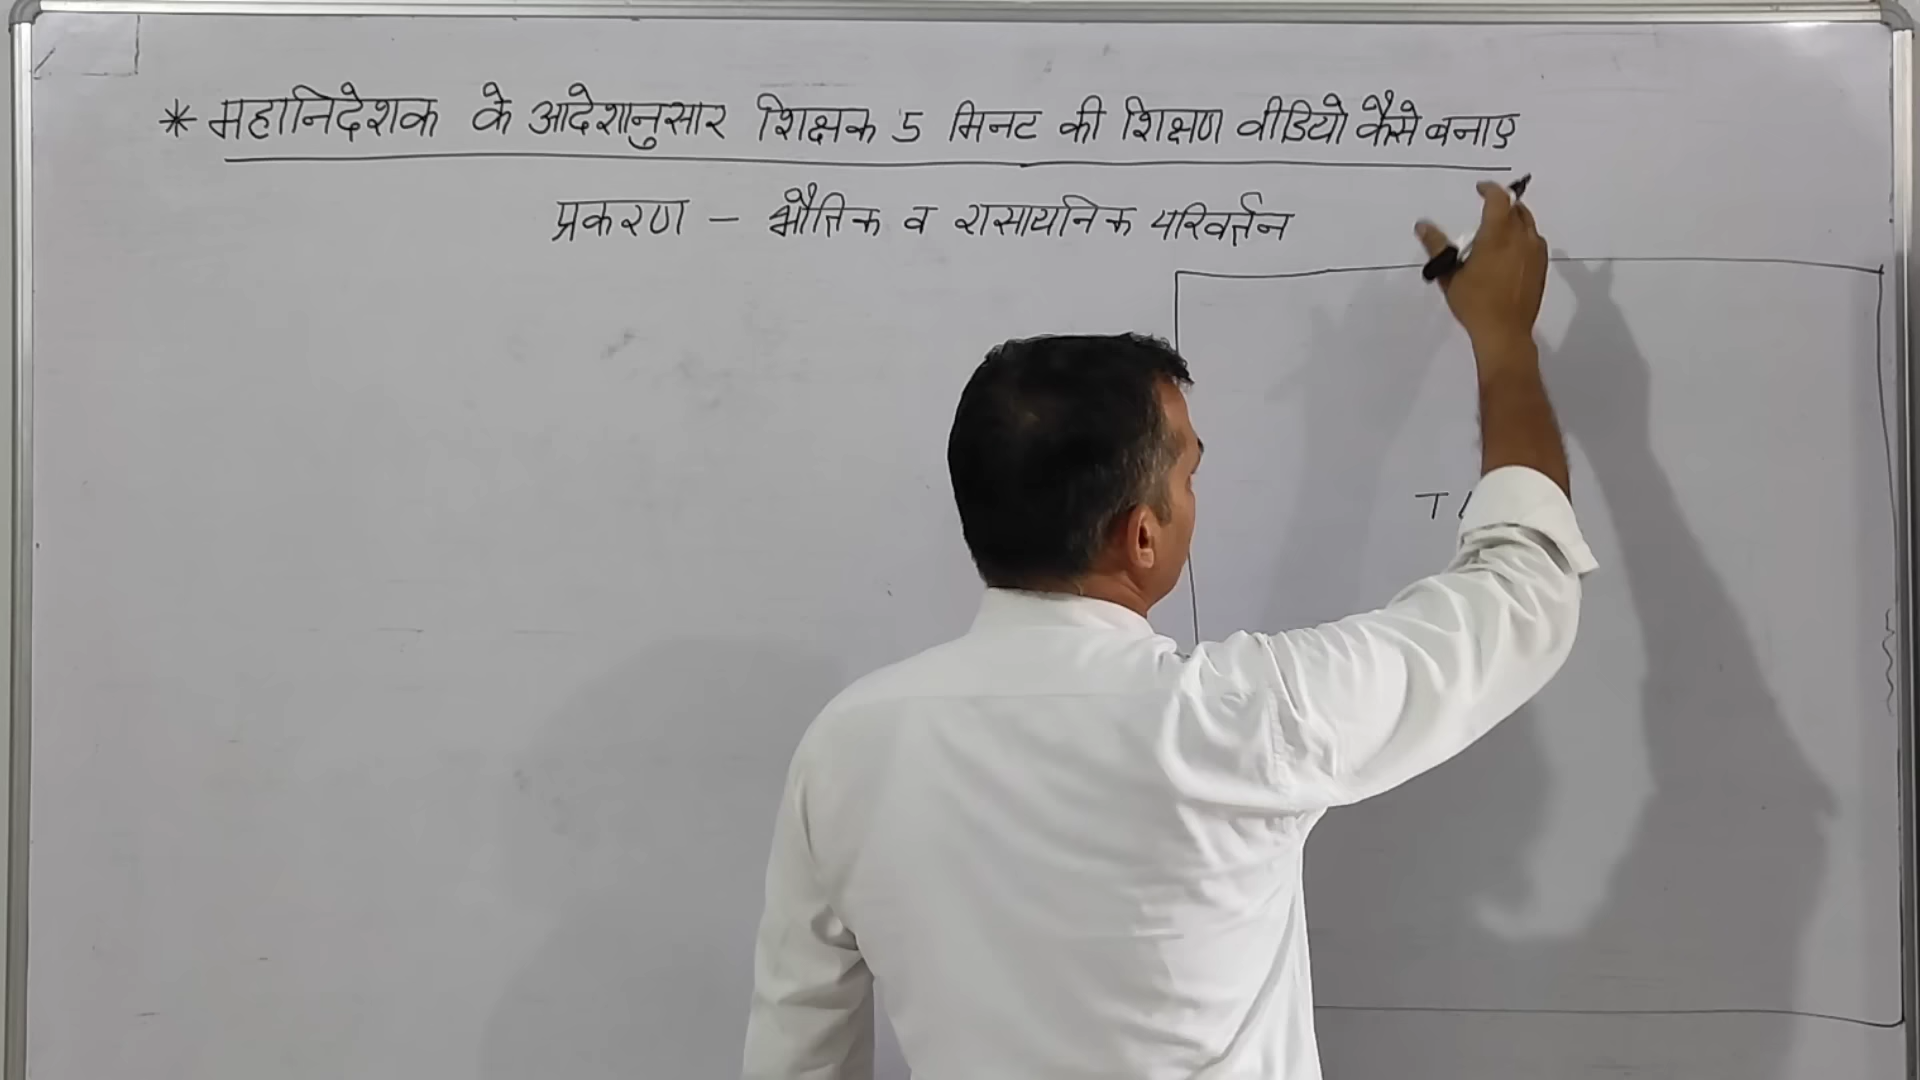 * महानिदेशक के आदेशानुसार शिक्षक 5 मिनट की शिक्षण वीडियो कैसे बनाए
प्रकरण - भौतिक व रासायनिक परिवर्तन
T